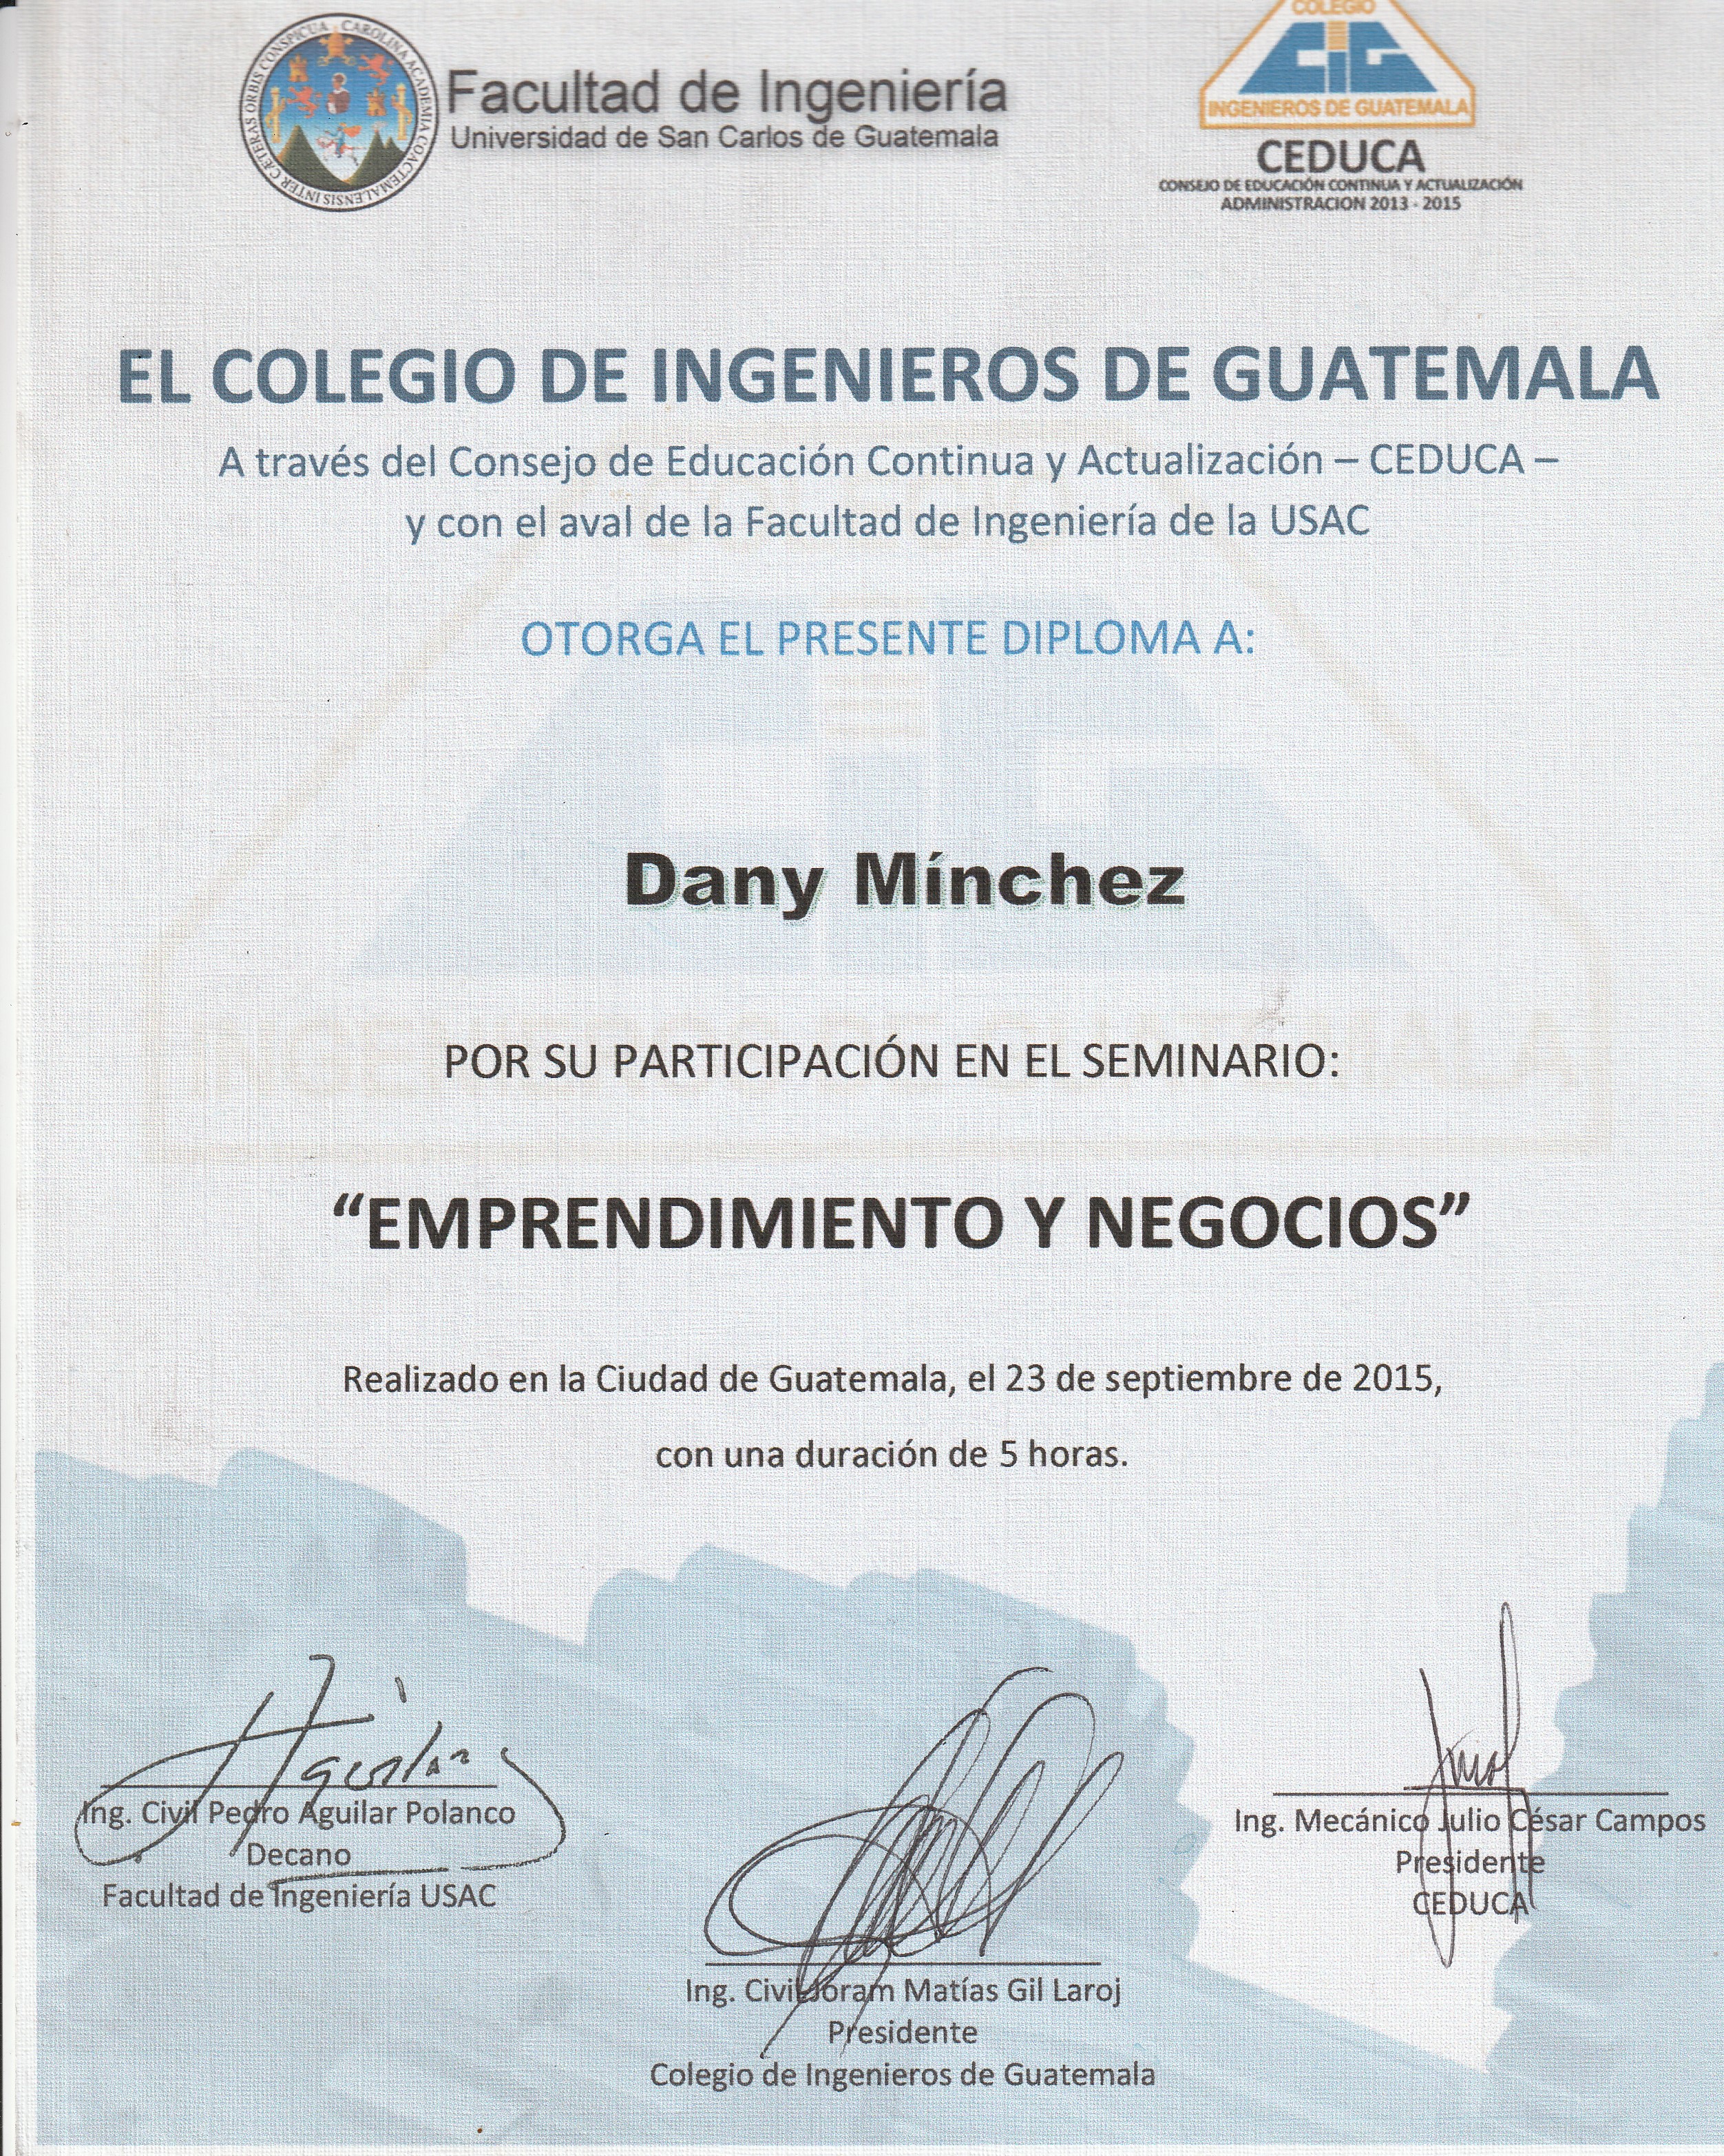 CAROLINA ACADEMIA COACTEMALENSIS INTER CÆTERAS ORBIS CONSPICUA
Facultad de Ingeniería
Universidad de San Carlos de Guatemala
COLEGIO
CIG
INGENIEROS DE GUATEMALA
CEDUCA
CONSEJO DE EDUCACIÓN CONTINUA Y ACTUALIZACIÓN
ADMINISTRACION 2013 - 2015
EL COLEGIO DE INGENIEROS DE GUATEMALA
A través del Consejo de Educación Continua y Actualización – CEDUCA –
y con el aval de la Facultad de Ingeniería de la USAC
OTORGA EL PRESENTE DIPLOMA A:
Dany Mínchez
POR SU PARTICIPACIÓN EN EL SEMINARIO:
“EMPRENDIMIENTO Y NEGOCIOS”
Realizado en la Ciudad de Guatemala, el 23 de septiembre de 2015,
con una duración de 5 horas.
Ing. Civil Pedro Aguilar Polanco
Decano
Facultad de Ingeniería USAC
Ing. Mecánico Julio César Campos
Presidente
CEDUCA
Ing. Civil Joram Matías Gil Laroj
Presidente
Colegio de Ingenieros de Guatemala